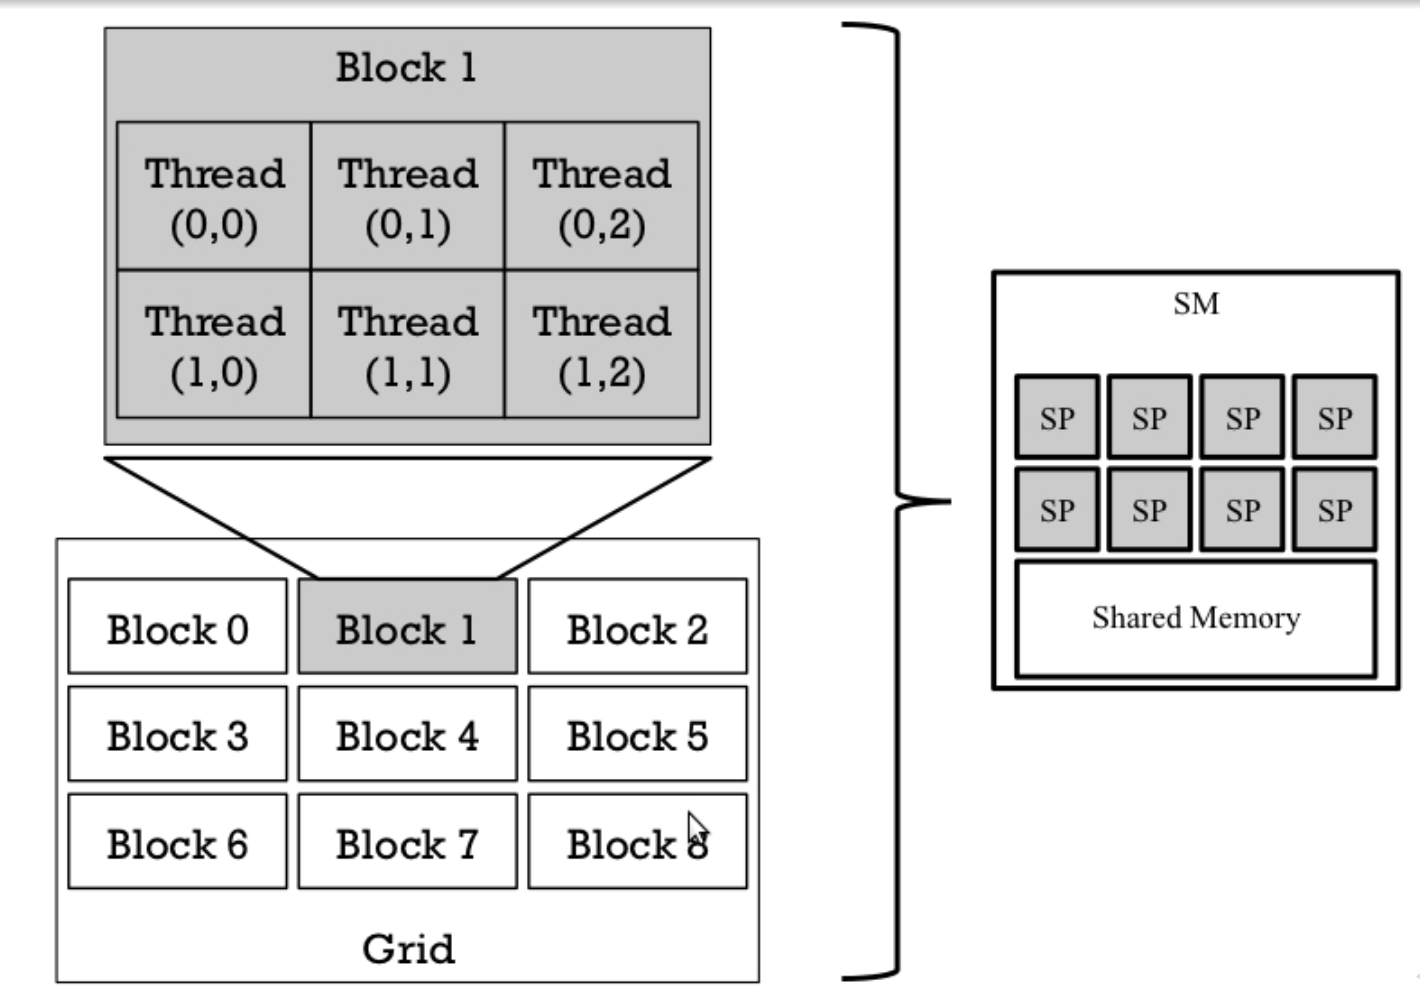 Block 1
Thread Thread Thread
(0,0) (0,1) (0,2)
Thread Thread Thread
(1,0) (1,1) (1,2)
Block 0 Block 1 Block 2
Block 3 Block 4 Block 5
Block 6 Block 7 Block 8
Grid
SM
SP SP SP SP
SP SP SP SP
Shared Memory